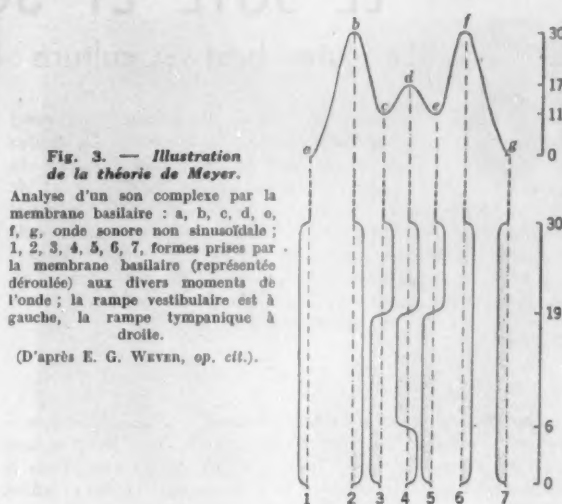 LE JOIE ET
Fig. 3. — Illustration
de la théorie de Meyer.
Analyse d'un son complexe par la
membrane basilaire : a, b, c, d, e,
f, g, onde sonore non sinusoïdale ;
1, 2, 3, 4, 5, 6, 7, formes prises par
la membrane basilaire (représentée
déroulée) aux divers moments de
l'onde ; la rampe vestibulaire est à
gauche, la rampe tympanique à
droite.
(D'après E. G. WEVER, op. cit.).
b f
30
d
17
c e
11
a g
0
30
19
6
0
1 2 3 4 5 6 7